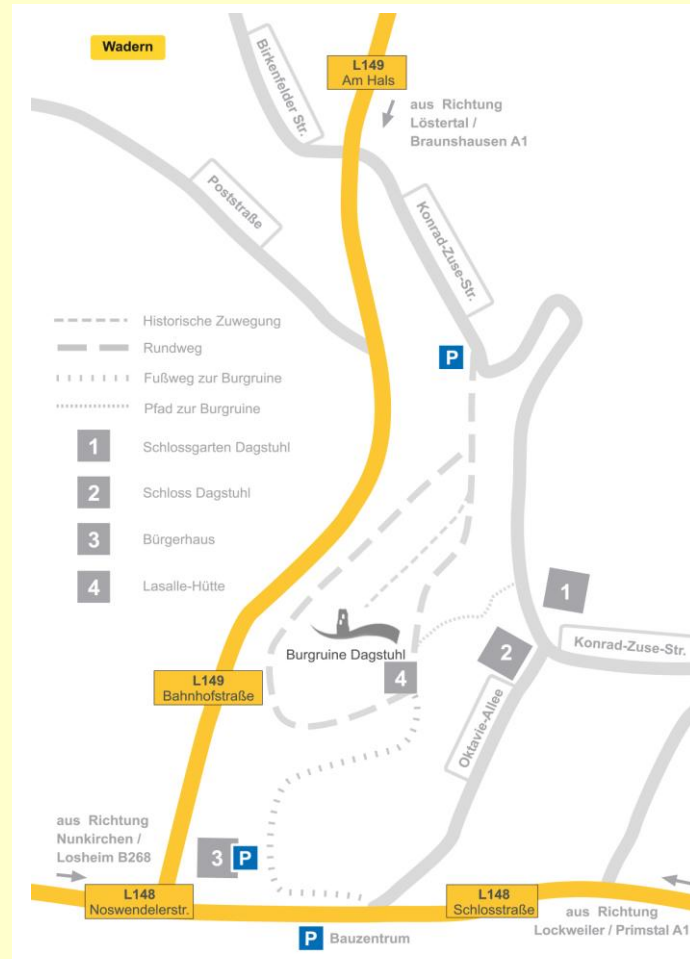 Wadern
L149
Am Hals
aus Richtung
Löstertal /
Braunshausen A1
Birkenfelder Str.
Poststraße
Konrad-Zuse-Str.
Historische Zuwegung
Rundweg
Fußweg zur Burgruine
Pfad zur Burgruine
P
1
Schlossgarten Dagstuhl
2
Schloss Dagstuhl
3
Bürgerhaus
4
Lasalle-Hütte
1
2
Konrad-Zuse-Str.
Burgruine Dagstuhl
4
L149
Bahnhofstraße
Oktavie-Allee
aus Richtung
Nunkirchen /
Losheim B268
3
P
L148
Noswendelerstr.
L148
Schlosstraße
aus Richtung
Lockweiler / Primstal A1
P
Bauzentrum